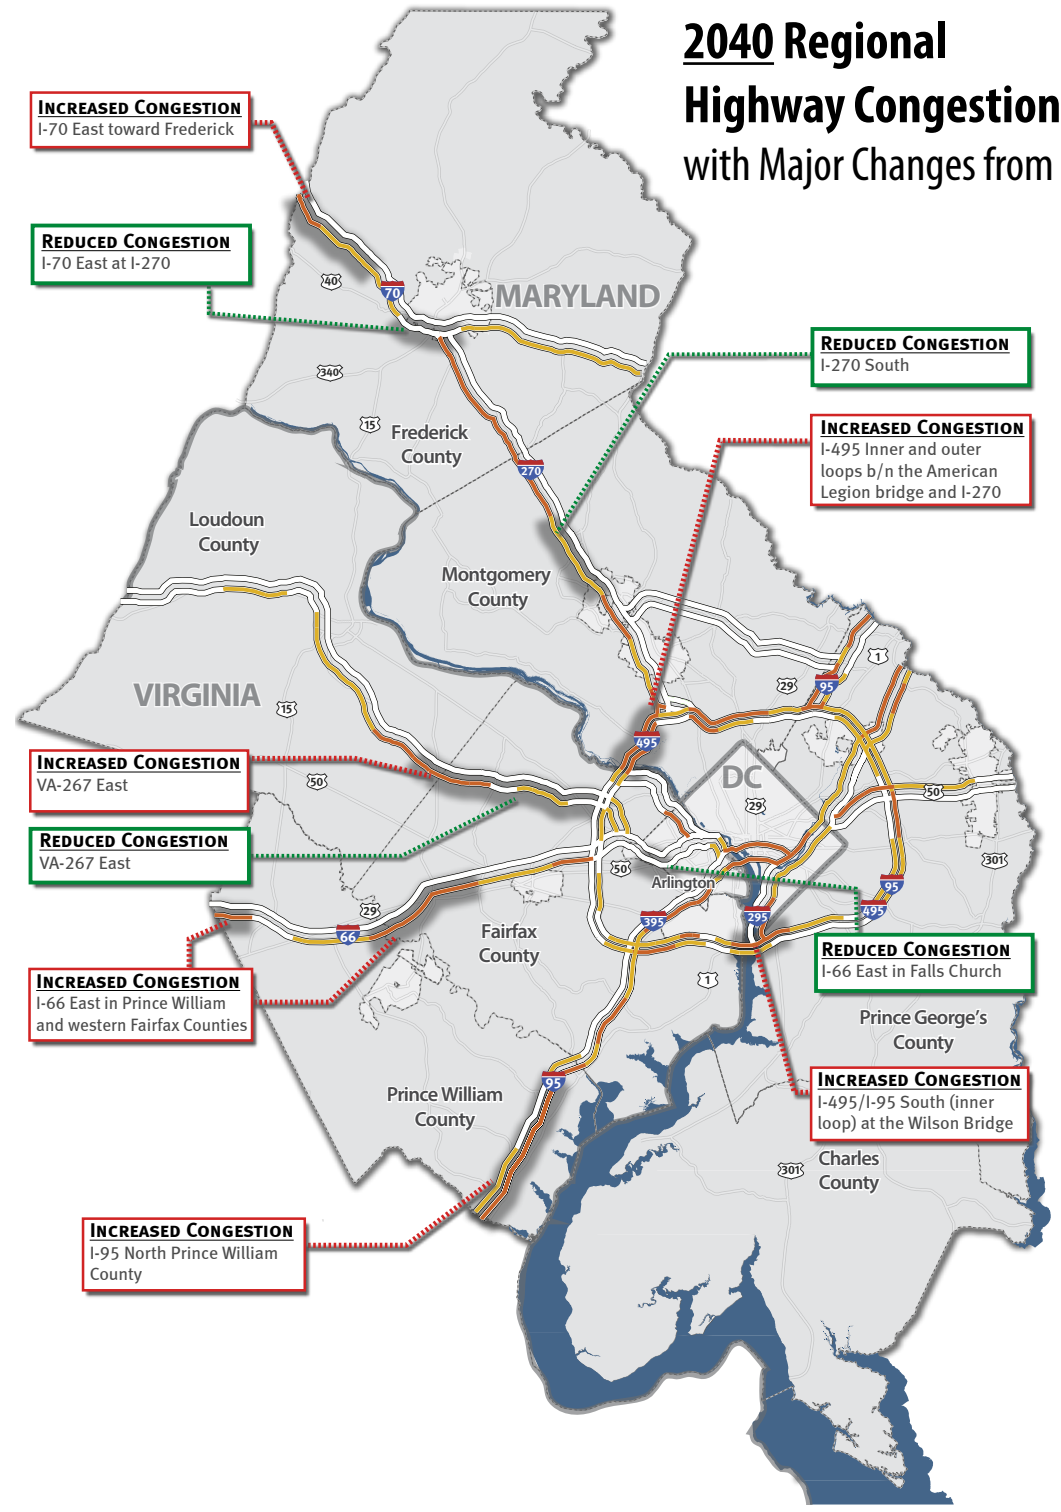 2040 Regional
Highway Congestion
with Major Changes from
INCREASED CONGESTION
I-70 East toward Frederick
REDUCED CONGESTION
I-70 East at I-270
40
70
MARYLAND
REDUCED CONGESTION
I-270 South
340
15
Frederick
County
INCREASED CONGESTION
I-495 Inner and outer
loops b/n the American
Legion bridge and I-270
270
Loudoun
County
Montgomery
County
1
29
95
VIRGINIA
15
495
INCREASED CONGESTION
VA-267 East
50
DC
29
50
REDUCED CONGESTION
VA-267 East
301
50
Arlington
95
29
66
395
295
495
Fairfax
County
REDUCED CONGESTION
I-66 East in Falls Church
INCREASED CONGESTION
I-66 East in Prince William
and western Fairfax Counties
1
Prince George's
County
95
Prince William
County
INCREASED CONGESTION
I-495/I-95 South (inner
loop) at the Wilson Bridge
301
Charles
County
INCREASED CONGESTION
I-95 North Prince William
County